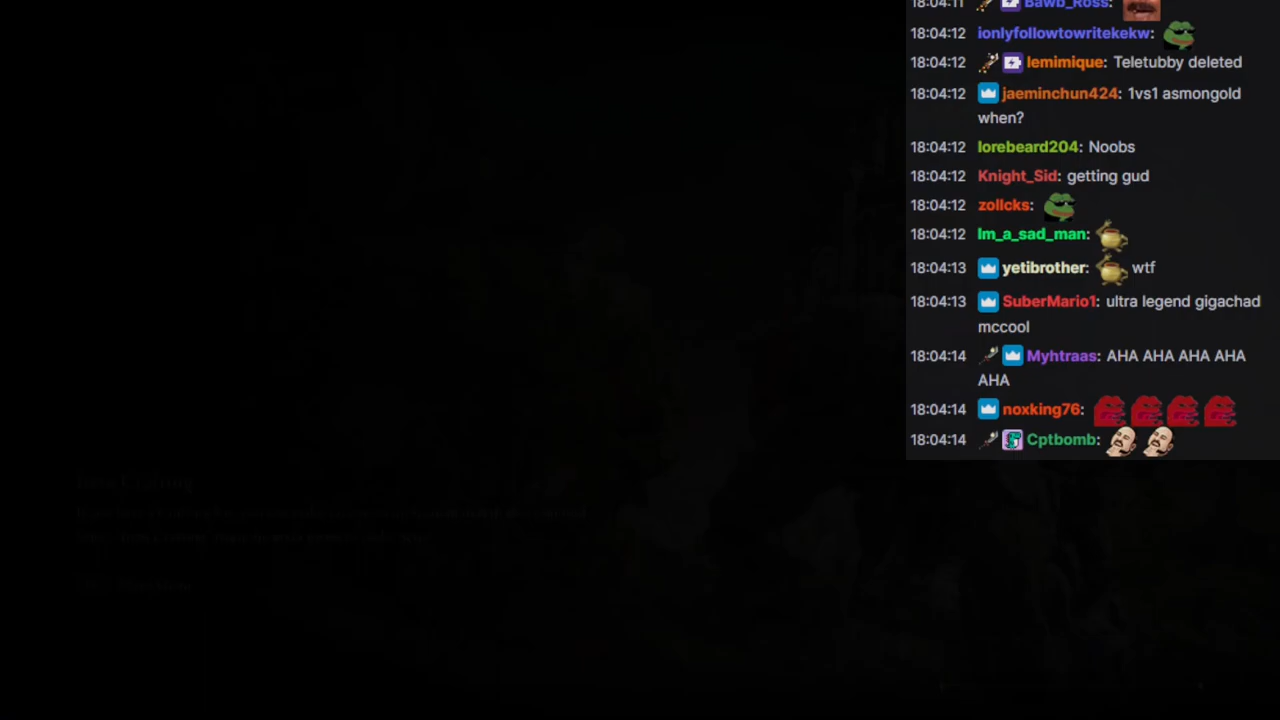 18:04:11 Bawb_Ross:
18:04:12 ionlyfollowtowritekekw:
18:04:12 lemimique: Teletubby deleted
18:04:12 jaeminchun424: 1vs1 asmongold
when?
18:04:12 lorebeard204: Noobs
18:04:12 Knight_Sid: getting gud
18:04:12 zollcks:
18:04:12 Im_a_sad_man:
18:04:13 yetibrother: wtf
18:04:13 SuberMario1: ultra legend gigachad
mccool
18:04:14 Myhtraas: AHA AHA AHA AHA
AHA
18:04:14 noxking76:
18:04:14 Cptbomb: